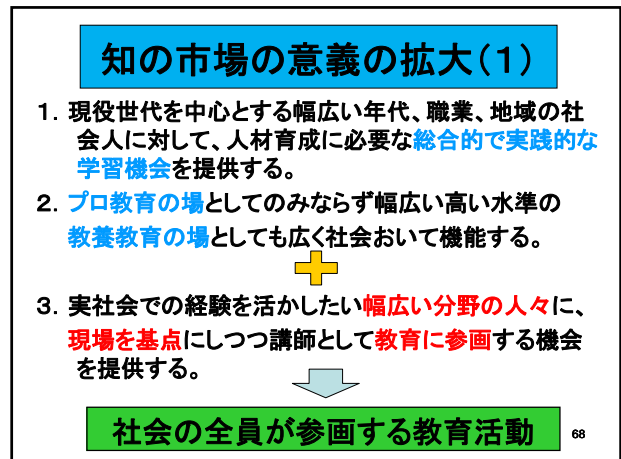 知の市場の意義の拡大(1)
１．現役世代を中心とする幅広い年代、職業、地域の社
会人に対して、人材育成に必要な総合的で実践的な
学習機会を提供する。
２．プロ教育の場としてのみならず幅広い高い水準の
教養教育の場としても広く社会おいて機能する。
３．実社会での経験を活かしたい幅広い分野の人々に、
現場を基点にしつつ講師として教育に参画する機会
を提供する。
社会の全員が参画する教育活動
68